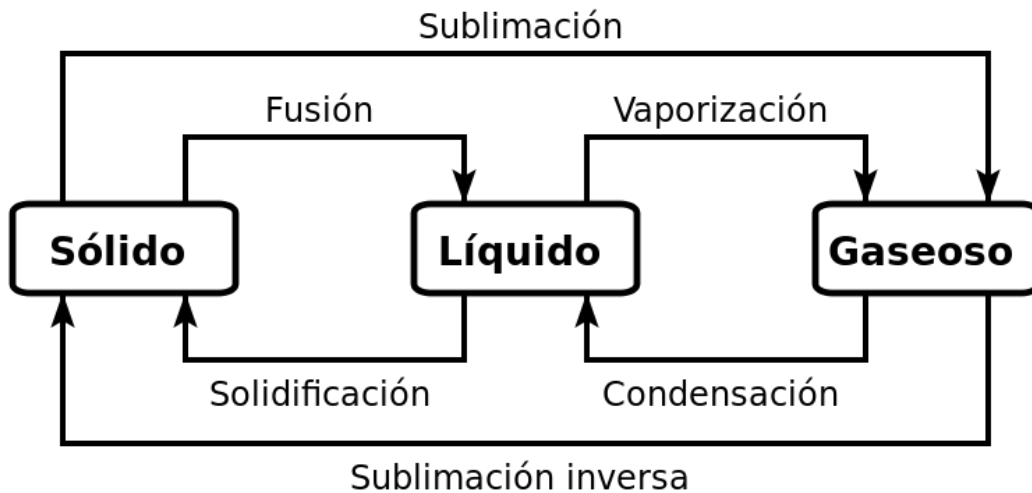 Sublimación
Fusión
Vaporización
Sólido
Líquido
Gaseoso
Solidificación
Condensación
Sublimación inversa